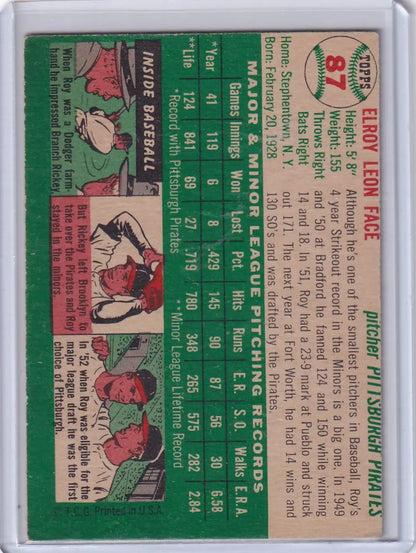 TOPPS
87
ELROY LEON FACE
pitcher PITTSBURGH PIRATES
Height: 5' 8"
Weight: 155
Throws Right
Bats Right
Home: Stephentown, N. Y.
Born: February 20, 1928
Although he's one of the smallest pitchers in Baseball, Roy's
4 year Strikeout record in the Minors is a big one. In 1949
and '50 at Bradford he fanned 124 and 150 while winning
14 and 18. In '51, Roy had a 23-9 mark at Pueblo and struck
out 171. The next year at Fort Worth, he had 14 wins and
130 SO's and was drafted by the Pirates.
MAJOR & MINOR LEAGUE PITCHING RECORDS
Games Innings Won Lost Pct. Hits Runs E.R. S.O. Walks E.R.A.
*Year 41 119 6 8 .429 145 90 87 56 30 6.58
**Life 124 841 69 27 .719 780 348 265 575 282 2.84
*Record with Pittsburgh Pirates **Minor League Lifetime Record
INSIDE BASEBALL
When Roy was a Dodger farm-
hand he impressed Branch Rickey
But Rickey left Brooklyn to
take over the Pirates and Roy
stayed in the minors
'52 when Roy was eligible for the
major league draft he was the first
choice of Pittsburgh.
© T. C. G. Printed in U.S.A.